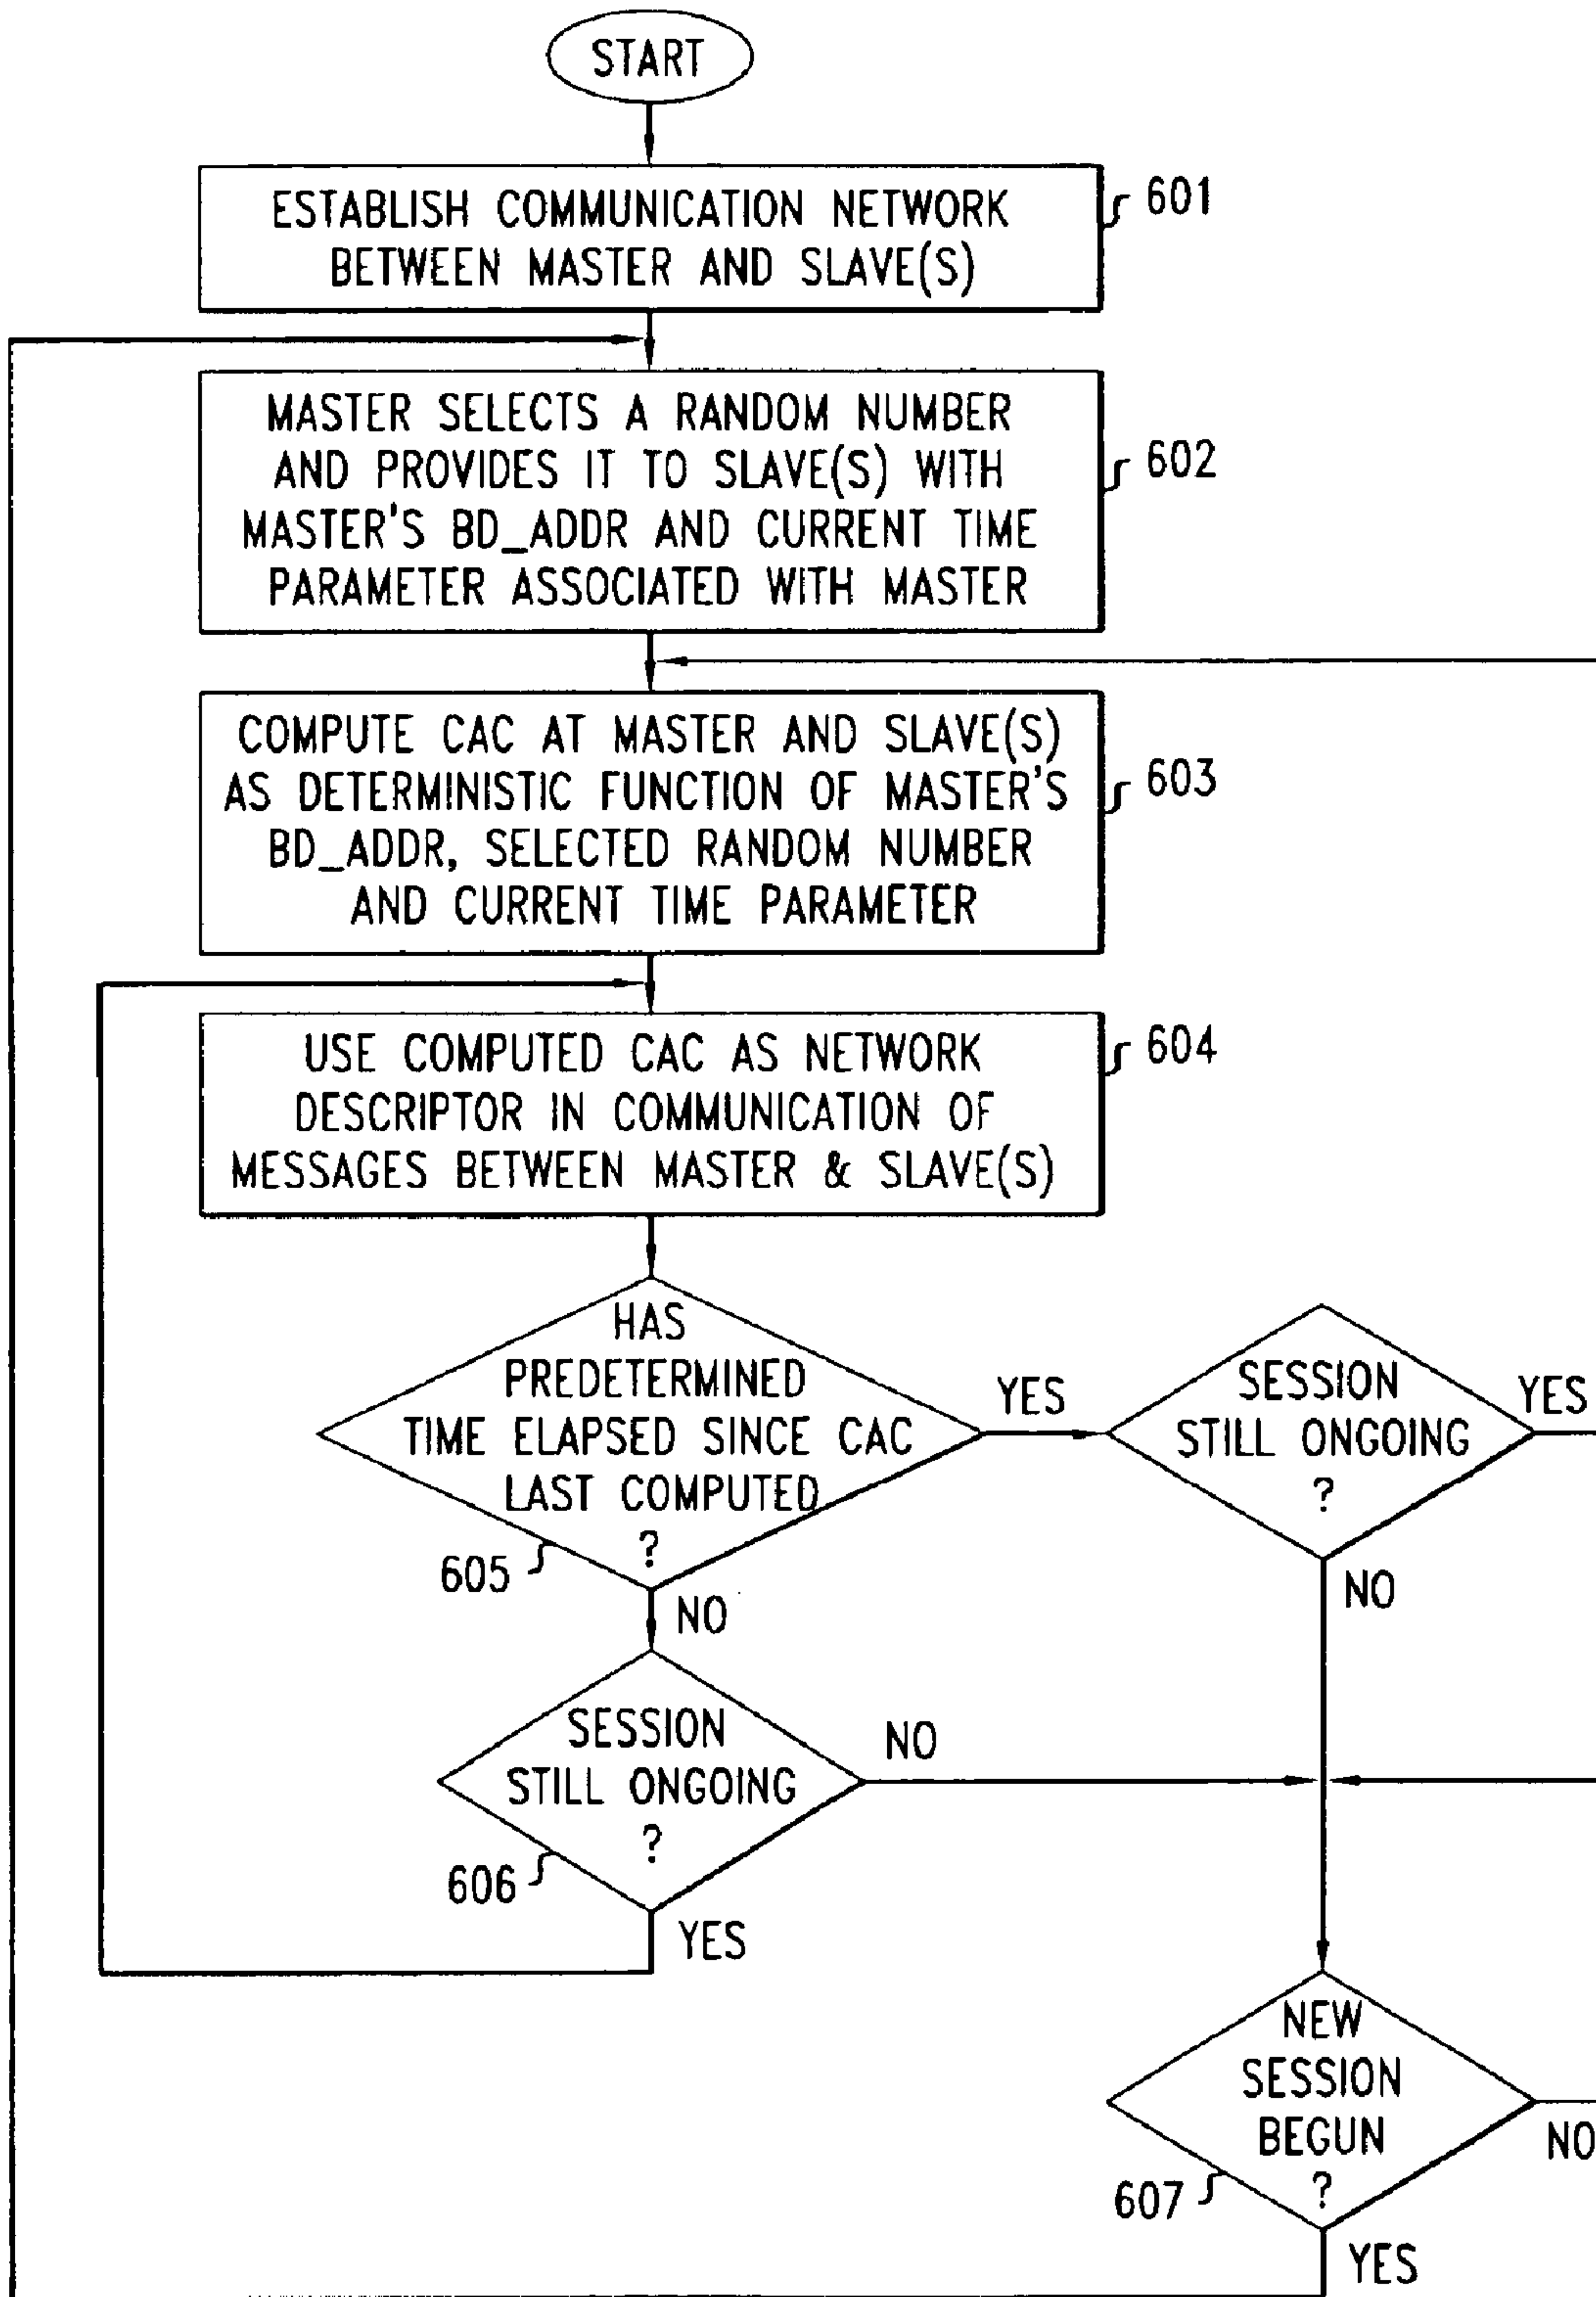 START
ESTABLISH COMMUNICATION NETWORK
BETWEEN MASTER AND SLAVE(S)
601
MASTER SELECTS A RANDOM NUMBER
AND PROVIDES IT TO SLAVE(S) WITH
MASTER'S BD_ADDR AND CURRENT TIME
PARAMETER ASSOCIATED WITH MASTER
602
COMPUTE CAC AT MASTER AND SLAVE(S)
AS DETERMINISTIC FUNCTION OF MASTER'S
BD_ADDR, SELECTED RANDOM NUMBER
AND CURRENT TIME PARAMETER
603
USE COMPUTED CAC AS NETWORK
DESCRIPTOR IN COMMUNICATION OF
MESSAGES BETWEEN MASTER & SLAVE(S)
604
HAS
PREDETERMINED
TIME ELAPSED SINCE CAC
LAST COMPUTED
?
605
YES
SESSION
STILL ONGOING
?
YES
NO
NO
SESSION
STILL ONGOING
?
606
NO
YES
NEW
SESSION
BEGUN
?
607
NO
YES